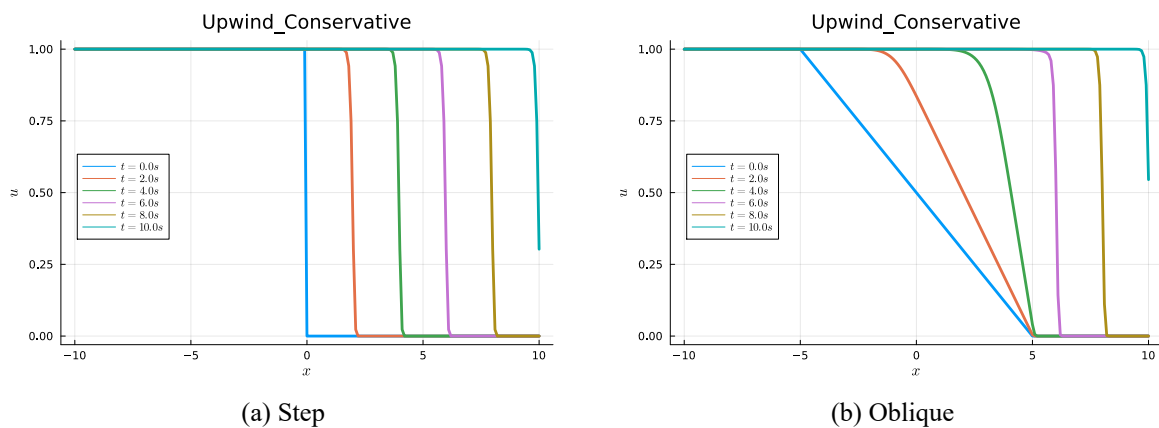 Upwind_Conservative
1.00
0.75
0.50
0.25
0.00
u
t = 0.0s
t = 2.0s
t = 4.0s
t = 6.0s
t = 8.0s
t = 10.0s
−10
−5
0
5
10
x
(a) Step
Upwind_Conservative
1.00
0.75
0.50
0.25
0.00
u
t = 0.0s
t = 2.0s
t = 4.0s
t = 6.0s
t = 8.0s
t = 10.0s
−10
−5
0
5
10
x
(b) Oblique